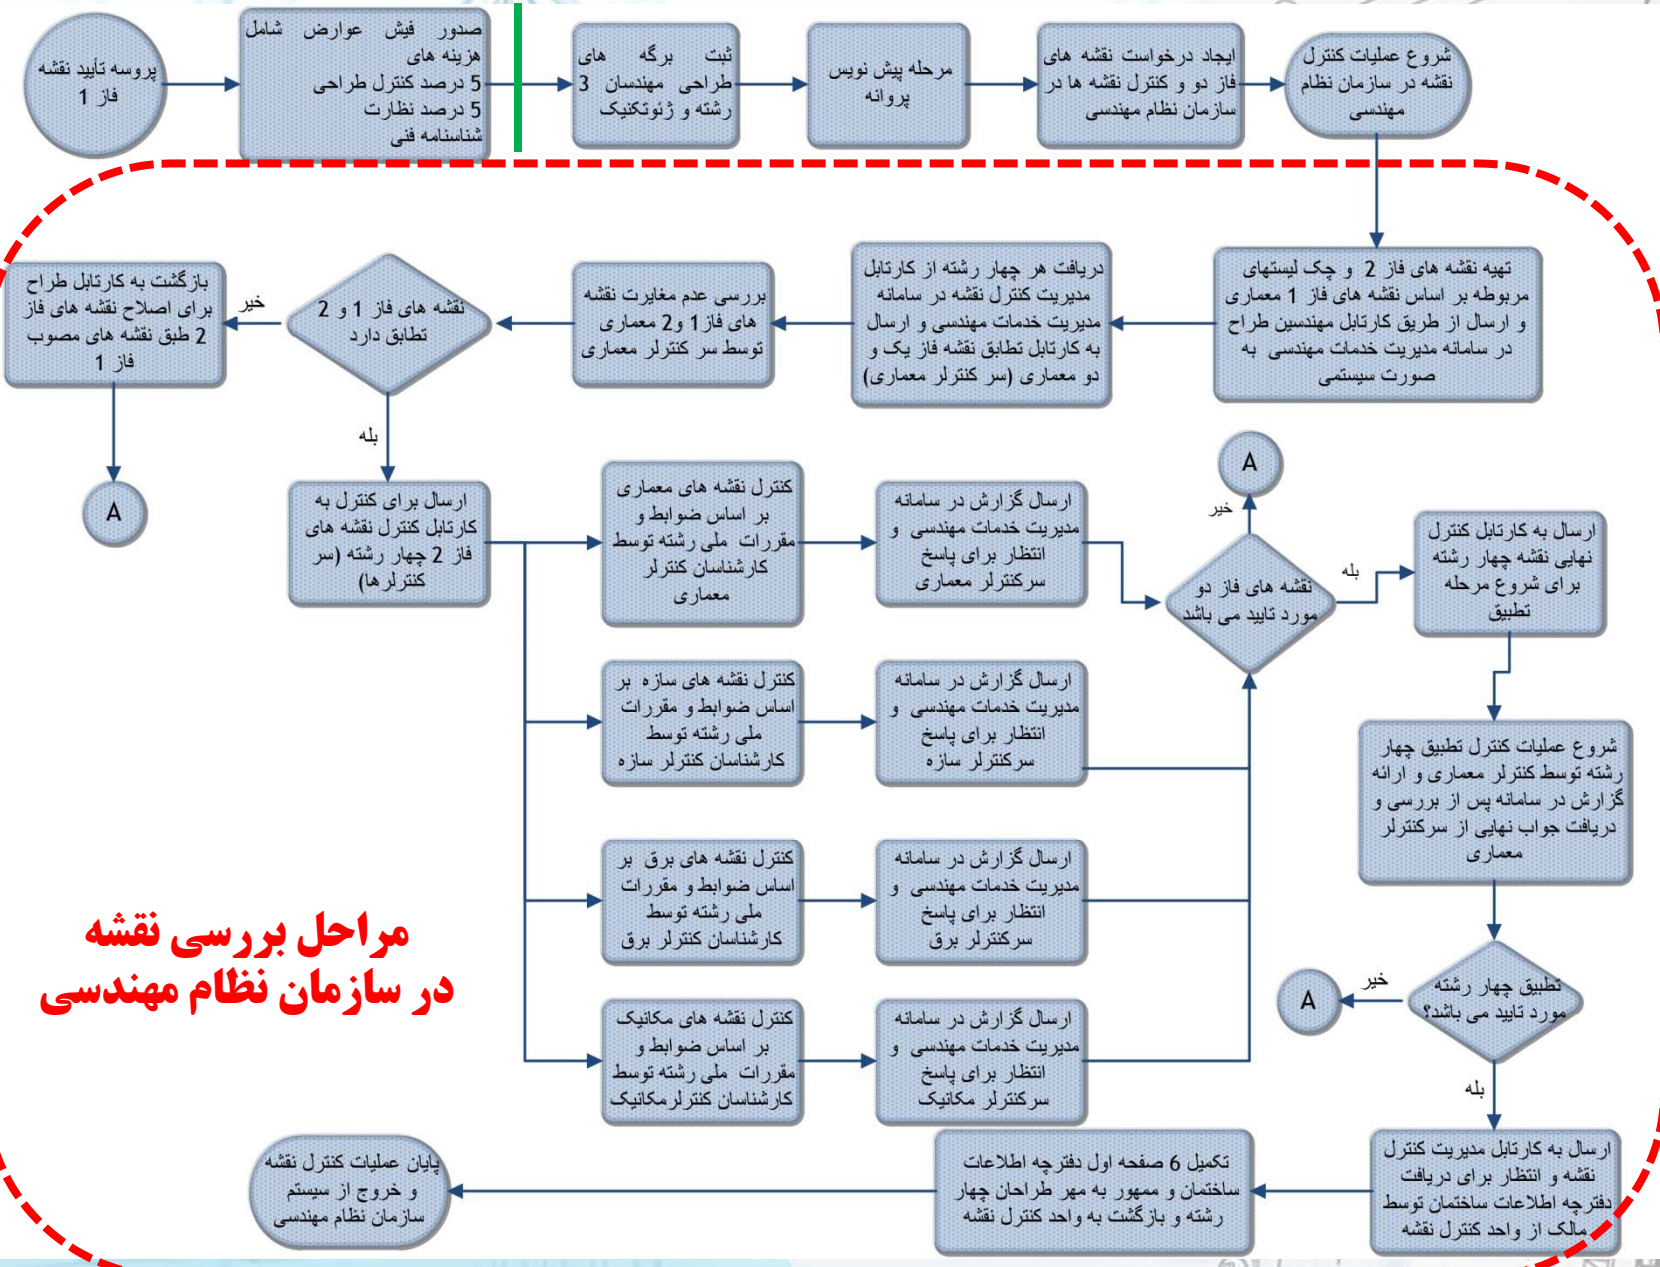 پروسه تأیید نقشه
فاز 1
صدور فیش عوارض شامل
هزینه های
5 درصد کنترل طراحی
5 درصد نظارت
شناسنامه فنی
ثبت برگه های
طراحی مهندسان 3
رشته و ژئوتکنیک
مرحله پیش نویس
پروانه
ایجاد درخواست نقشه های
فاز دو و کنترل نقشه ها در
سازمان نظام مهندسی
شروع عملیات کنترل
نقشه در سازمان نظام
مهندسی
تهیه نقشه های فاز 2 و چک لیستهای
مربوطه بر اساس نقشه های فاز 1 معماری
و ارسال از طریق کارتابل مهندسین طراح
در سامانه مدیریت خدمات مهندسی به
صورت سیستمی
دریافت هر چهار رشته از کارتابل
مدیریت کنترل نقشه در سامانه
مدیریت خدمات مهندسی و ارسال
به کارتابل تطابق نقشه فاز یک و
دو معماری (سر کنترلر معماری)
بررسی عدم مغایرت نقشه
های فاز1 و2 معماری
توسط سر کنترلر معماری
نقشه های فاز 1 و 2
تطابق دارد
خیر
بازگشت به کارتابل طراح
برای اصلاح نقشه های فاز
2 طبق نقشه های مصوب
فاز 1
A
بله
ارسال برای کنترل به
کارتابل کنترل نقشه های
فاز 2 چهار رشته (سر
کنترلرها)
کنترل نقشه های معماری
بر اساس ضوابط و
مقررات ملی رشته توسط
کارشناسان کنترلر
معماری
ارسال گزارش در سامانه
مدیریت خدمات مهندسی و
انتظار برای پاسخ
سرکنترلر معماری
کنترل نقشه های سازه بر
اساس ضوابط و مقررات
ملی رشته توسط
کارشناسان کنترلر سازه
ارسال گزارش در سامانه
مدیریت خدمات مهندسی و
انتظار برای پاسخ
سرکنترلر سازه
کنترل نقشه های برق بر
اساس ضوابط و مقررات
ملی رشته توسط
کارشناسان کنترلر برق
ارسال گزارش در سامانه
مدیریت خدمات مهندسی و
انتظار برای پاسخ
سرکنترلر برق
کنترل نقشه های مکانیک
بر اساس ضوابط و
مقررات ملی رشته توسط
کارشناسان کنترلرمکانیک
ارسال گزارش در سامانه
مدیریت خدمات مهندسی و
انتظار برای پاسخ
سرکنترلر مکانیک
A
خیر
نقشه های فاز دو
مورد تایید می باشد
بله
ارسال به کارتابل کنترل
نهایی نقشه چهار رشته
برای شروع مرحله
تطبیق
شروع عملیات کنترل تطبیق چهار
رشته توسط کنترلر معماری و ارائه
گزارش در سامانه پس از بررسی و
دریافت جواب نهایی از سرکنترلر
معماری
تطبیق چهار رشته
مورد تایید می باشد؟
خیر
A
بله
ارسال به کارتابل مدیریت کنترل
نقشه و انتظار برای دریافت
دفترچه اطلاعات ساختمان توسط
مالک از واحد کنترل نقشه
تکمیل 6 صفحه اول دفترچه اطلاعات
ساختمان و ممهور به مهر طراحان چهار
رشته و بازگشت به واحد کنترل نقشه
پایان عملیات کنترل نقشه
و خروج از سیستم
سازمان نظام مهندسی
مراحل بررسی نقشه
در سازمان نظام مهندسی